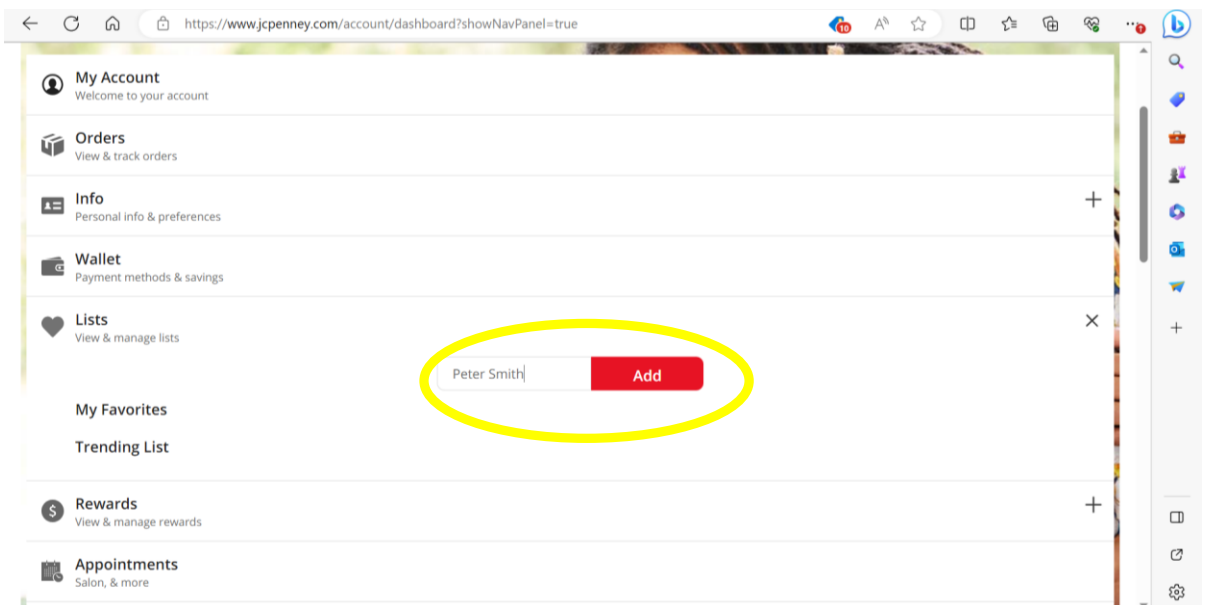 https://www.jcpenney.com/account/dashboard?showNavPanel=true
10
My Account
Welcome to your account
Orders
View & track orders
Info
Personal info & preferences
Wallet
Payment methods & savings
Lists
View & manage lists
Peter Smith Add
My Favorites
Trending List
Rewards
View & manage rewards
Appointments
Salon, & more